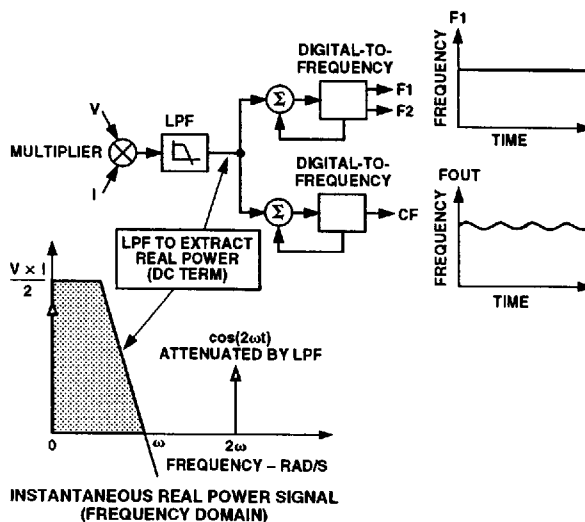 DIGITAL-TO-
FREQUENCY
F1
F2
V
LPF
MULTIPLIER
I
Σ
DIGITAL-TO-
FREQUENCY
Σ
CF
LPF TO EXTRACT
REAL POWER
(DC TERM)
F1
FREQUENCY
TIME
FOUT
FREQUENCY
TIME
V × I
2
cos(2ωt)
ATTENUATED BY LPF
0
ω
2ω
FREQUENCY – RAD/S
INSTANTANEOUS REAL POWER SIGNAL
(FREQUENCY DOMAIN)